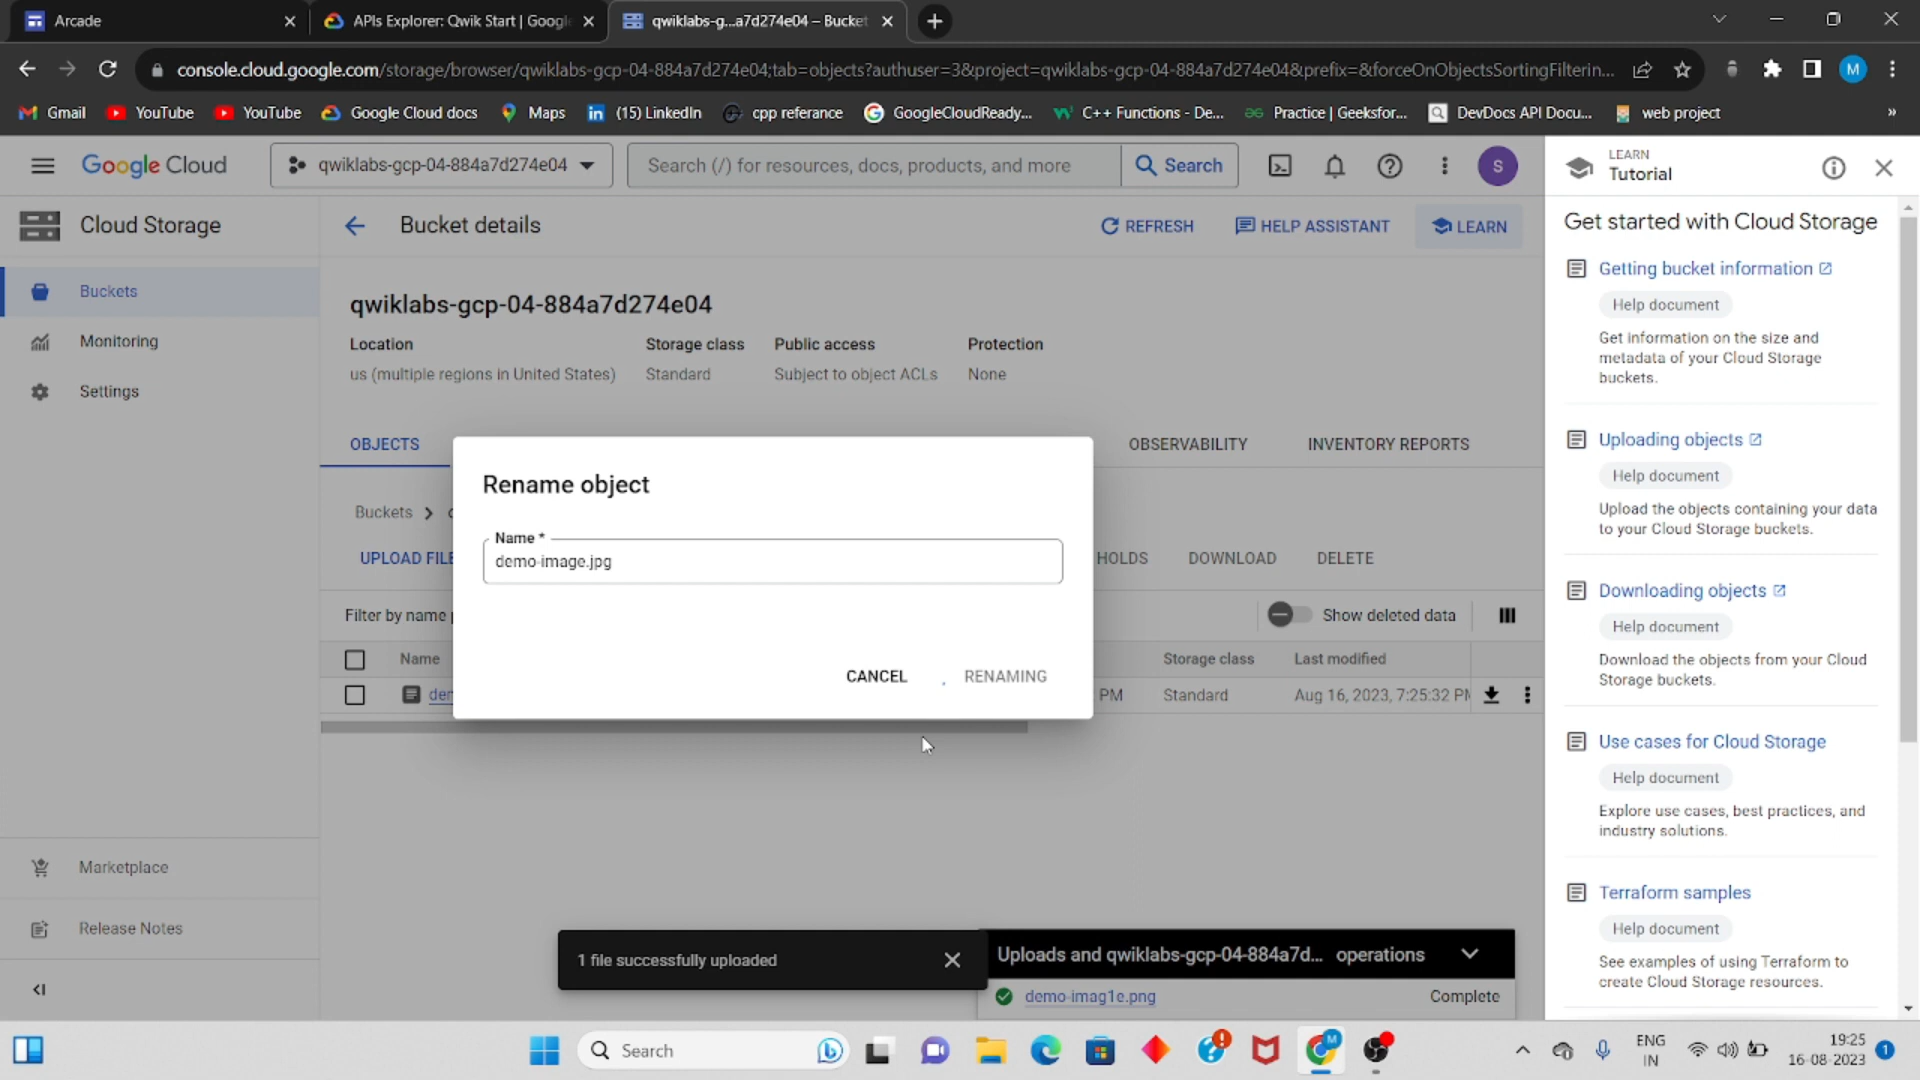 Arcade
APIs Explorer: Qwik Start | Google
qwiklabs-g...a7d274e04 – Bucket
console.cloud.google.com/storage/browser/qwiklabs-gcp-04-884a7d274e04;tab=objects?authuser=3&project=qwiklabs-gcp-04-884a7d274e04&prefix=&forceOnObjectsSortingFilterin...
M
Gmail
YouTube
YouTube
Google Cloud docs
Maps
(15) LinkedIn
cpp referance
GoogleCloudReady...
C++ Functions - De...
Practice | Geeksfor...
DevDocs API Docu...
web project
»
Google Cloud
qwiklabs-gcp-04-884a7d274e04
Search (/) for resources, docs, products, and more
Search
S
LEARN
Tutorial
Cloud Storage
Bucket details
REFRESH
HELP ASSISTANT
LEARN
Buckets
Monitoring
Settings
Marketplace
Release Notes
qwiklabs-gcp-04-884a7d274e04
Location
Storage class
Public access
Protection
us (multiple regions in United States)
Standard
Subject to object ACLs
None
OBJECTS
OBSERVABILITY
INVENTORY REPORTS
Buckets
UPLOAD FILE
HOLDS
DOWNLOAD
DELETE
Filter by name
Show deleted data
Name
Storage class
Last modified
den
PM
Standard
Aug 16, 2023, 7:25:32 PM
Rename object
Name *
demo-image.jpg
CANCEL
RENAMING
1 file successfully uploaded
Uploads and qwiklabs-gcp-04-884a7d... operations
demo-imag1e.png
Complete
Get started with Cloud Storage
Getting bucket information
Help document
Get information on the size and
metadata of your Cloud Storage
buckets.
Uploading objects
Help document
Upload the objects containing your data
to your Cloud Storage buckets.
Downloading objects
Help document
Download the objects from your Cloud
Storage buckets.
Use cases for Cloud Storage
Help document
Explore use cases, best practices, and
industry solutions.
Terraform samples
Help document
See examples of using Terraform to
create Cloud Storage resources.
Search
ENG
IN
19:25
16-08-2023
1